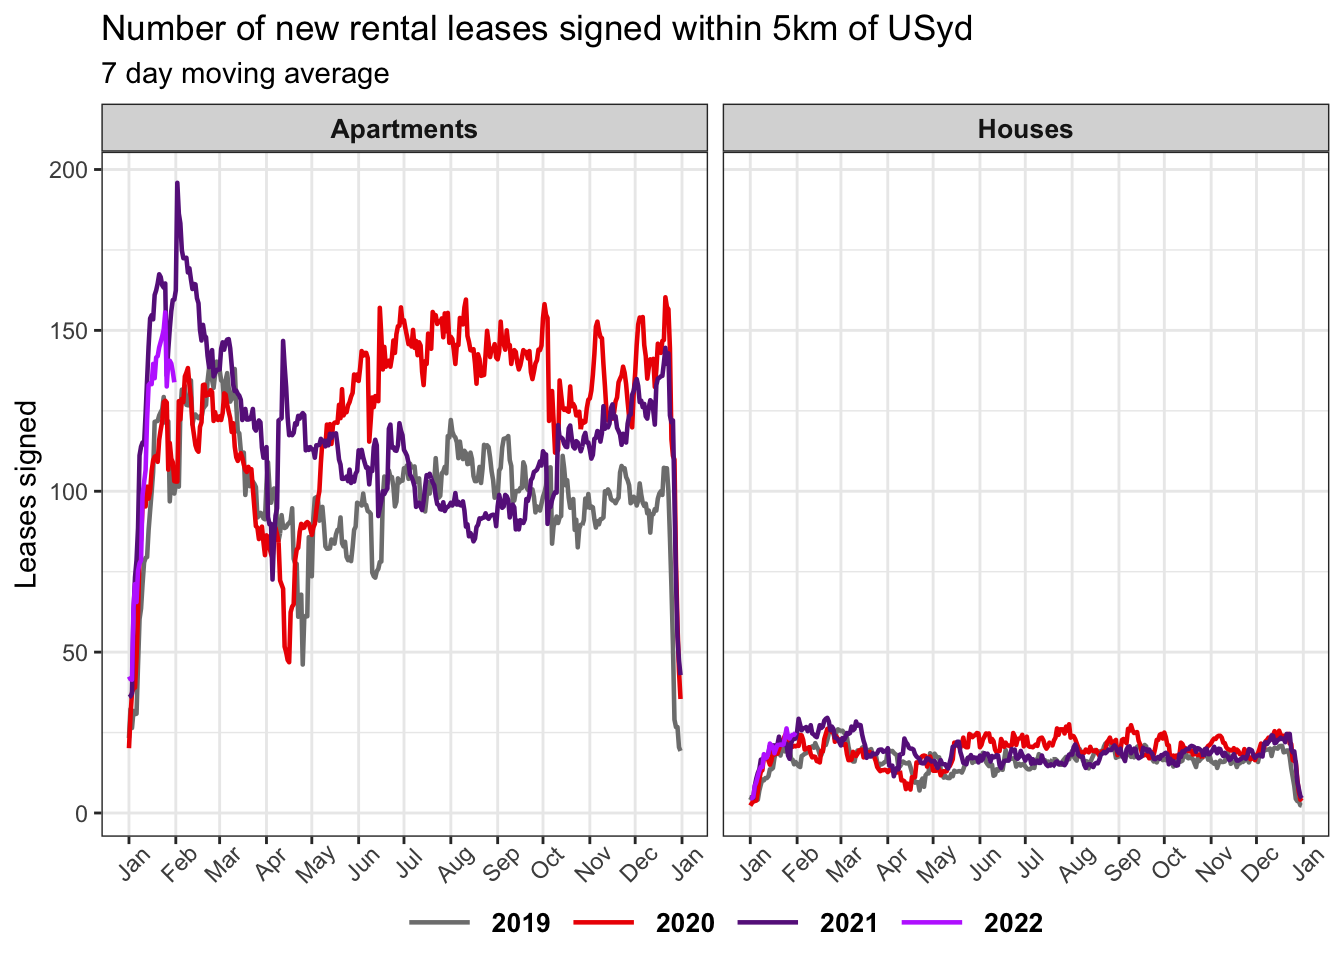 Number of new rental leases signed within 5km of USyd
7 day moving average
Apartments
Houses
Leases signed
200
150
100
50
0
Jan Feb Mar Apr May Jun Jul Aug Sep Oct Nov Dec Jan
Jan Feb Mar Apr May Jun Jul Aug Sep Oct Nov Dec Jan
2019 2020 2021 2022